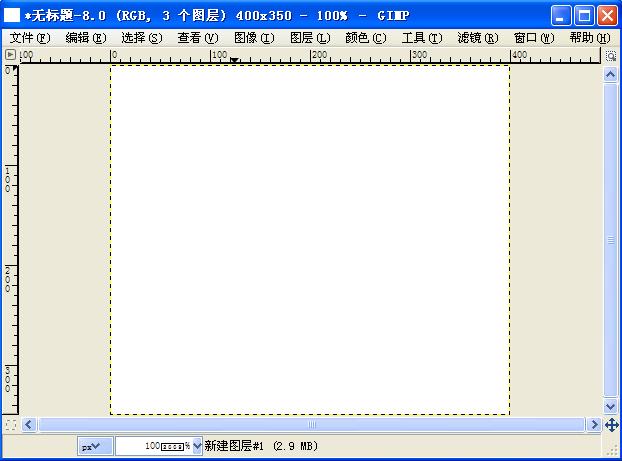 *无标题-8.0 (RGB, 3 个图层) 400x350 – 100% – GIMP
文件(F) 编辑(E) 选择(S) 查看(V) 图像(I) 图层(L) 颜色(C) 工具(T) 滤镜(R) 窗口(W) 帮助(H)
100 0 100 200 300 400
0
100
200
300
px 100 % 新建图层#1 (2.9 MB)